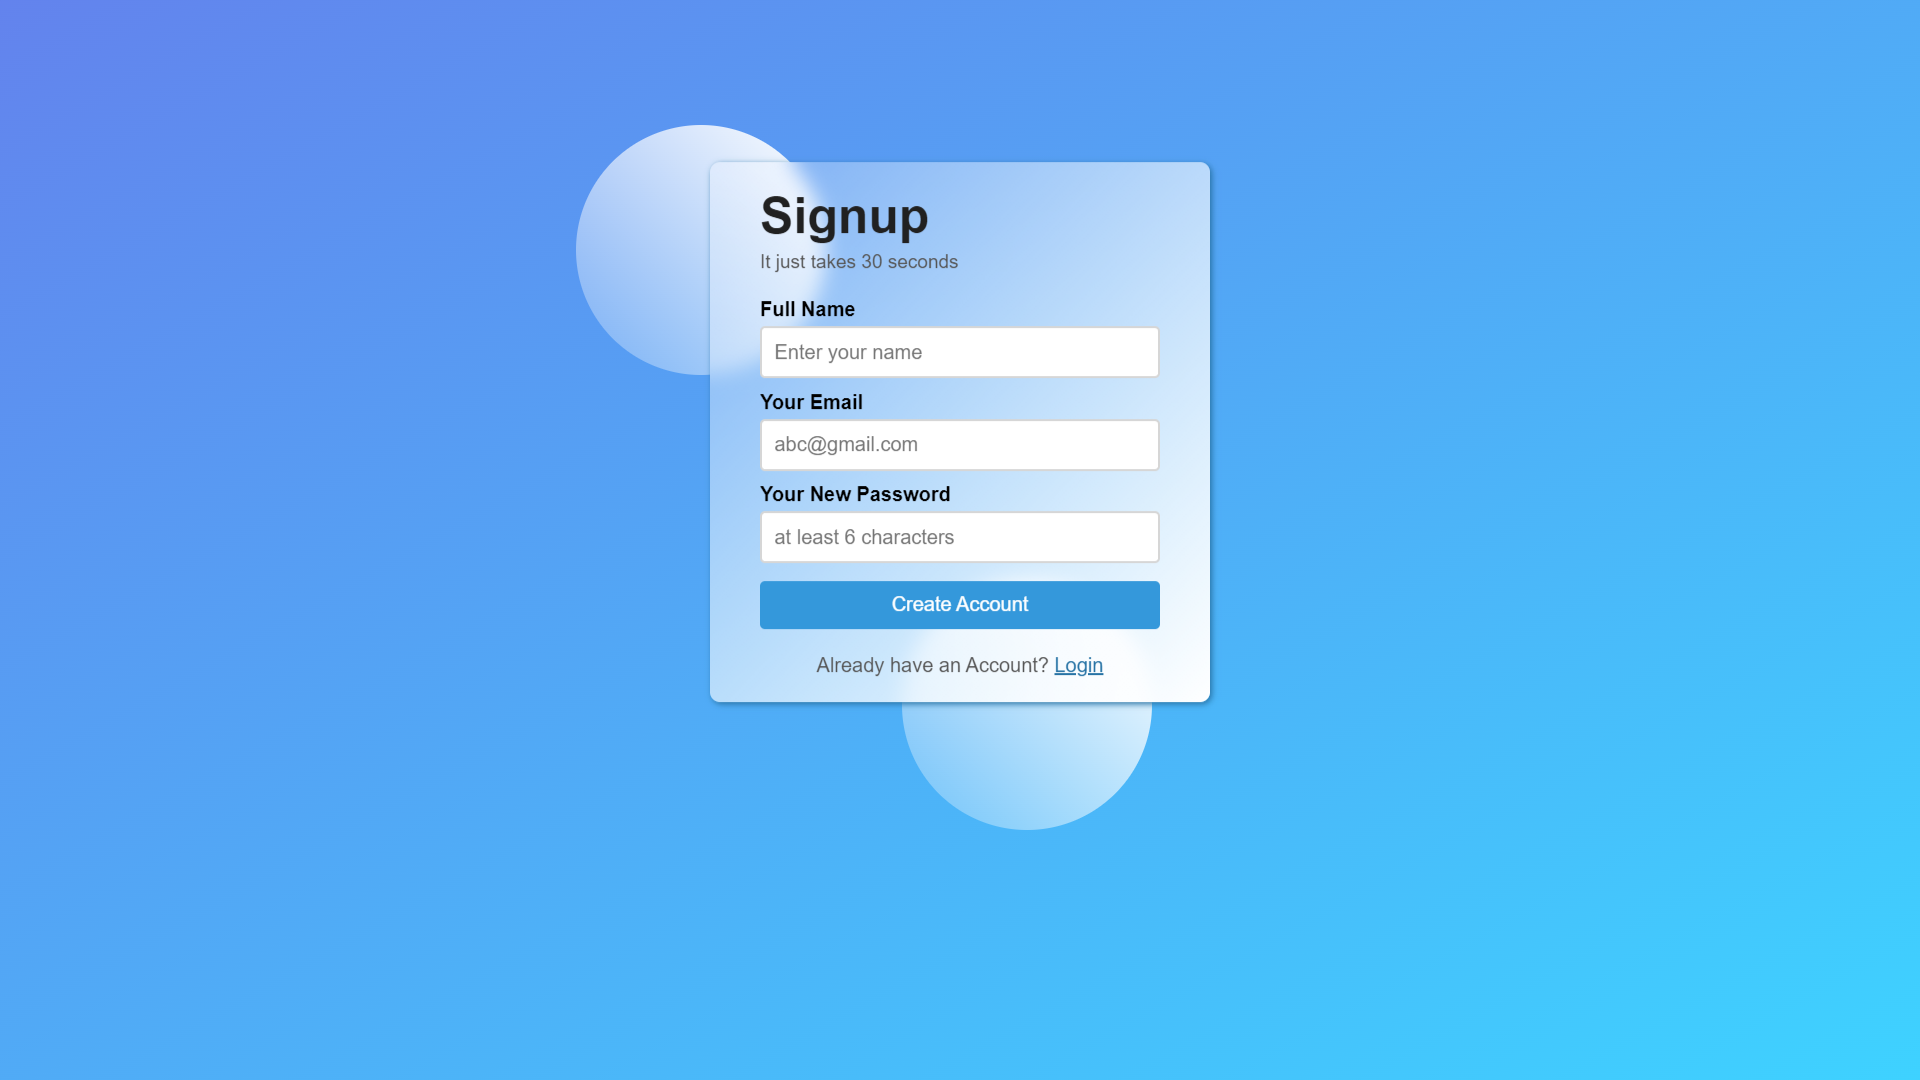 Signup
It just takes 30 seconds
Full Name
Enter your name
Your Email
abc@gmail.com
Your New Password
at least 6 characters
Create Account
Already have an Account? Login